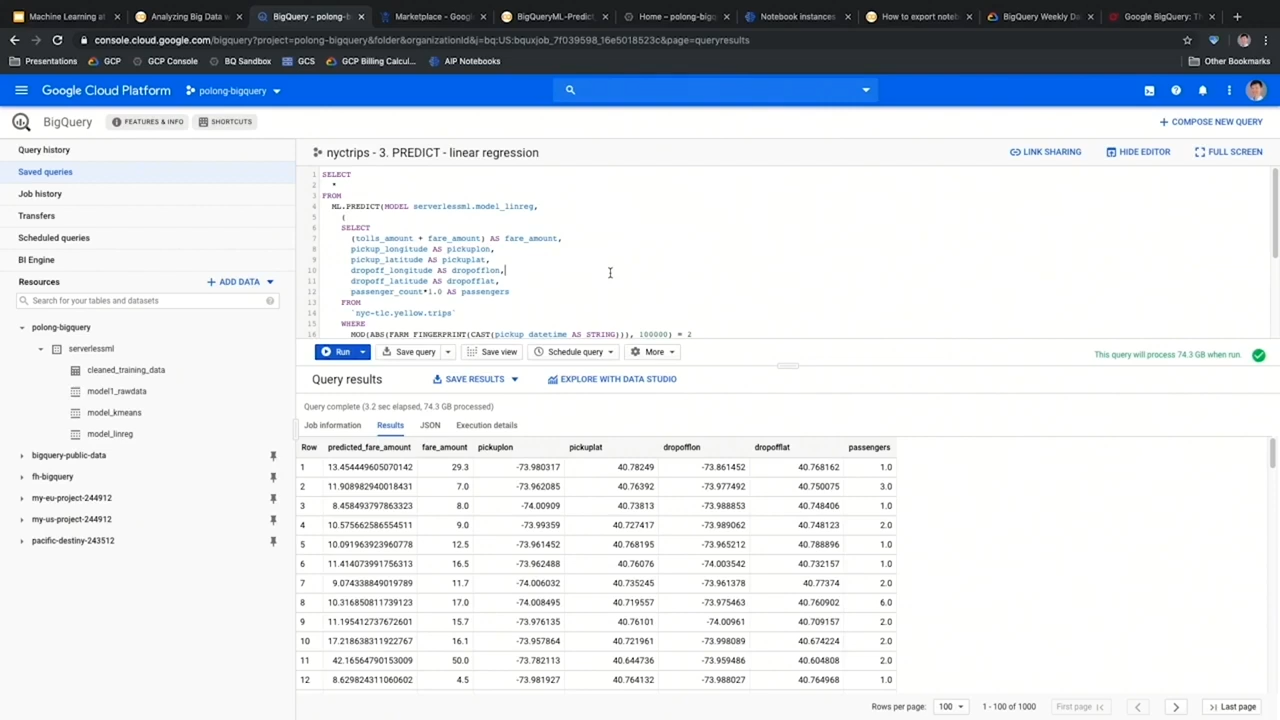 Machine Learning at
Analyzing Big Data w
BigQuery - polong-b
Marketplace - Goog
BigQueryML-Predict
Home – polong-big
Notebook instances
How to export noteb
BigQuery Weekly Da
Google BigQuery: Th
console.cloud.google.com/bigquery?project=polong-bigquery&folder&organizationId&j=bq:US:bquxjob_7f039598_16e5018523c&page=queryresults
Presentations GCP GCP Console BQ Sandbox GCS GCP Billing Calcul... AIP Notebooks Other Bookmarks
Google Cloud Platform polong-bigquery
BigQuery FEATURES & INFO SHORTCUTS + COMPOSE NEW QUERY
Query history
Saved queries
Job history
Transfers
Scheduled queries
BI Engine
Resources + ADD DATA
Search for your tables and datasets
polong-bigquery
serverlessml
cleaned_training_data
model1_rawdata
model_kmeans
model_linreg
bigquery-public-data
fh-bigquery
my-eu-project-244912
my-us-project-244912
pacific-destiny-243512
nyctrips - 3. PREDICT - linear regression LINK SHARING HIDE EDITOR FULL SCREEN
1 SELECT
2 *
3 FROM
4 ML.PREDICT(MODEL serverlessml.model_linreg,
5 (
6 SELECT
7 (tolls_amount + fare_amount) AS fare_amount,
8 pickup_longitude AS pickuplon,
9 pickup_latitude AS pickuplat,
10 dropoff_longitude AS dropofflon,
11 dropoff_latitude AS dropofflat,
12 passenger_count*1.0 AS passengers
13 FROM
14 `nyc-tlc.yellow.trips`
15 WHERE
16 MOD(ABS(FARM_FINGERPRINT(CAST(pickup_datetime AS STRING))), 100000) = 2
Run Save query Save view Schedule query More This query will process 74.3 GB when run.
Query results SAVE RESULTS EXPLORE WITH DATA STUDIO
Query complete (3.2 sec elapsed, 74.3 GB processed)
Job information Results JSON Execution details
Row predicted_fare_amount fare_amount pickuplon pickuplat dropofflon dropofflat passengers
1 13.454449605070142 29.3 -73.980317 40.78249 -73.861452 40.768162 1.0
2 11.908982940018431 7.0 -73.962085 40.76392 -73.977492 40.750075 3.0
3 8.458493797863323 8.0 -74.00909 40.73813 -73.988853 40.748406 1.0
4 10.575662586554511 9.0 -73.99359 40.727417 -73.989062 40.748123 2.0
5 10.091963923960778 12.5 -73.961452 40.768195 -73.965212 40.788896 1.0
6 11.414073991756313 16.5 -73.962488 40.76076 -74.003542 40.732157 1.0
7 9.074338849019789 11.7 -74.006032 40.735245 -73.961378 40.77374 2.0
8 10.316850811739123 17.0 -74.008495 40.719557 -73.975463 40.760902 6.0
9 11.195412737672601 15.7 -73.976135 40.76101 -74.00961 40.709157 2.0
10 17.218638311922767 16.1 -73.957864 40.721961 -73.998089 40.674224 2.0
11 42.16564790153009 50.0 -73.782113 40.644736 -73.959486 40.604808 2.0
12 8.629824311060602 4.5 -73.981927 40.764132 -73.988027 40.764968 1.0
Rows per page: 100 1 - 100 of 1000 First page Last page